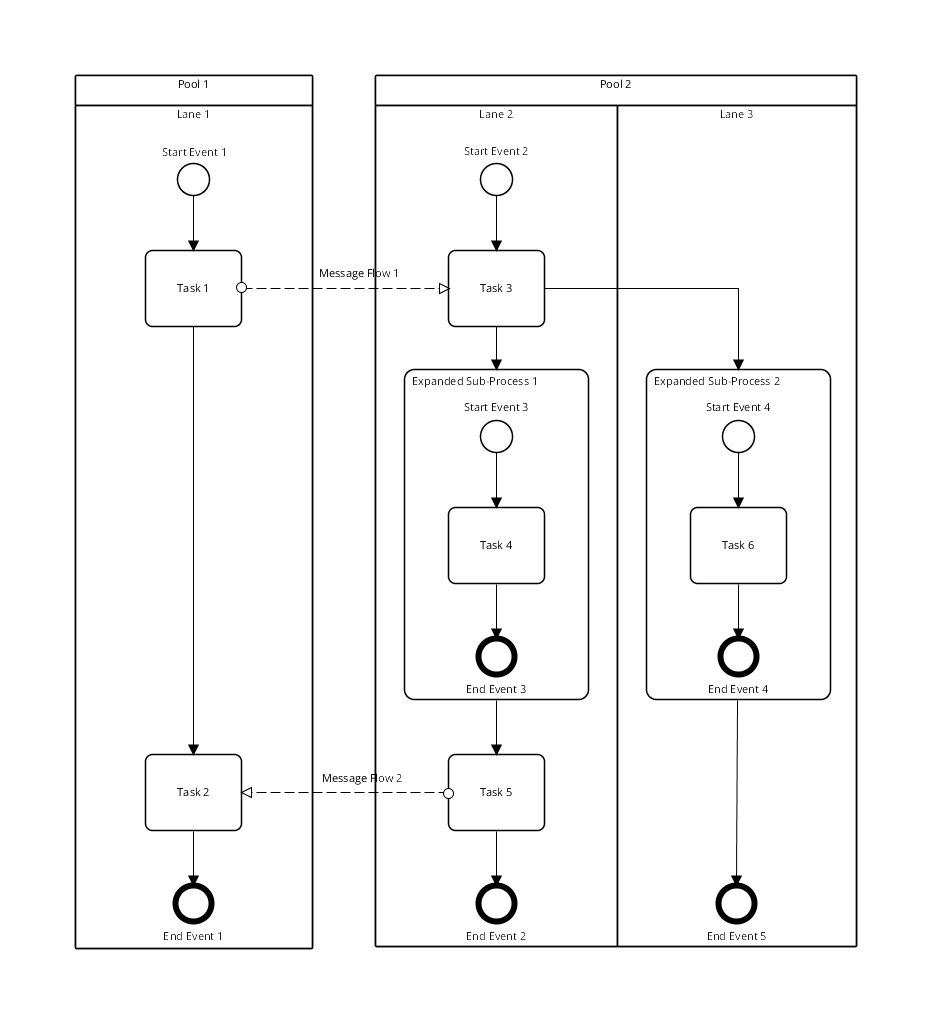 Pool 1
Pool 2
Lane 1
Lane 2
Lane 3
Start Event 1
Start Event 2
Task 1
Message Flow 1
Task 3
Expanded Sub-Process 1
Expanded Sub-Process 2
Start Event 3
Start Event 4
Task 4
Task 6
End Event 3
End Event 4
Task 2
Message Flow 2
Task 5
End Event 1
End Event 2
End Event 5